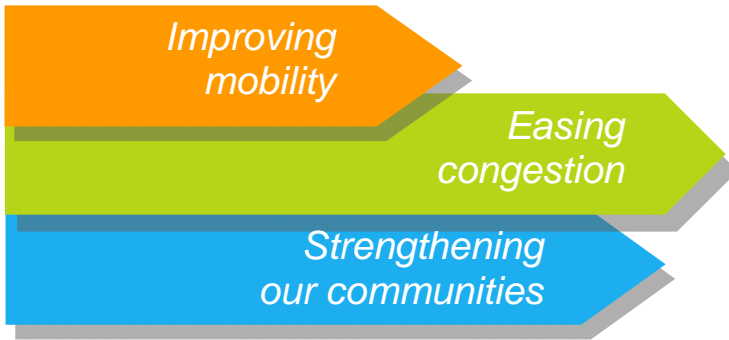 Improving
mobility
Easing
congestion
Strengthening
our communities